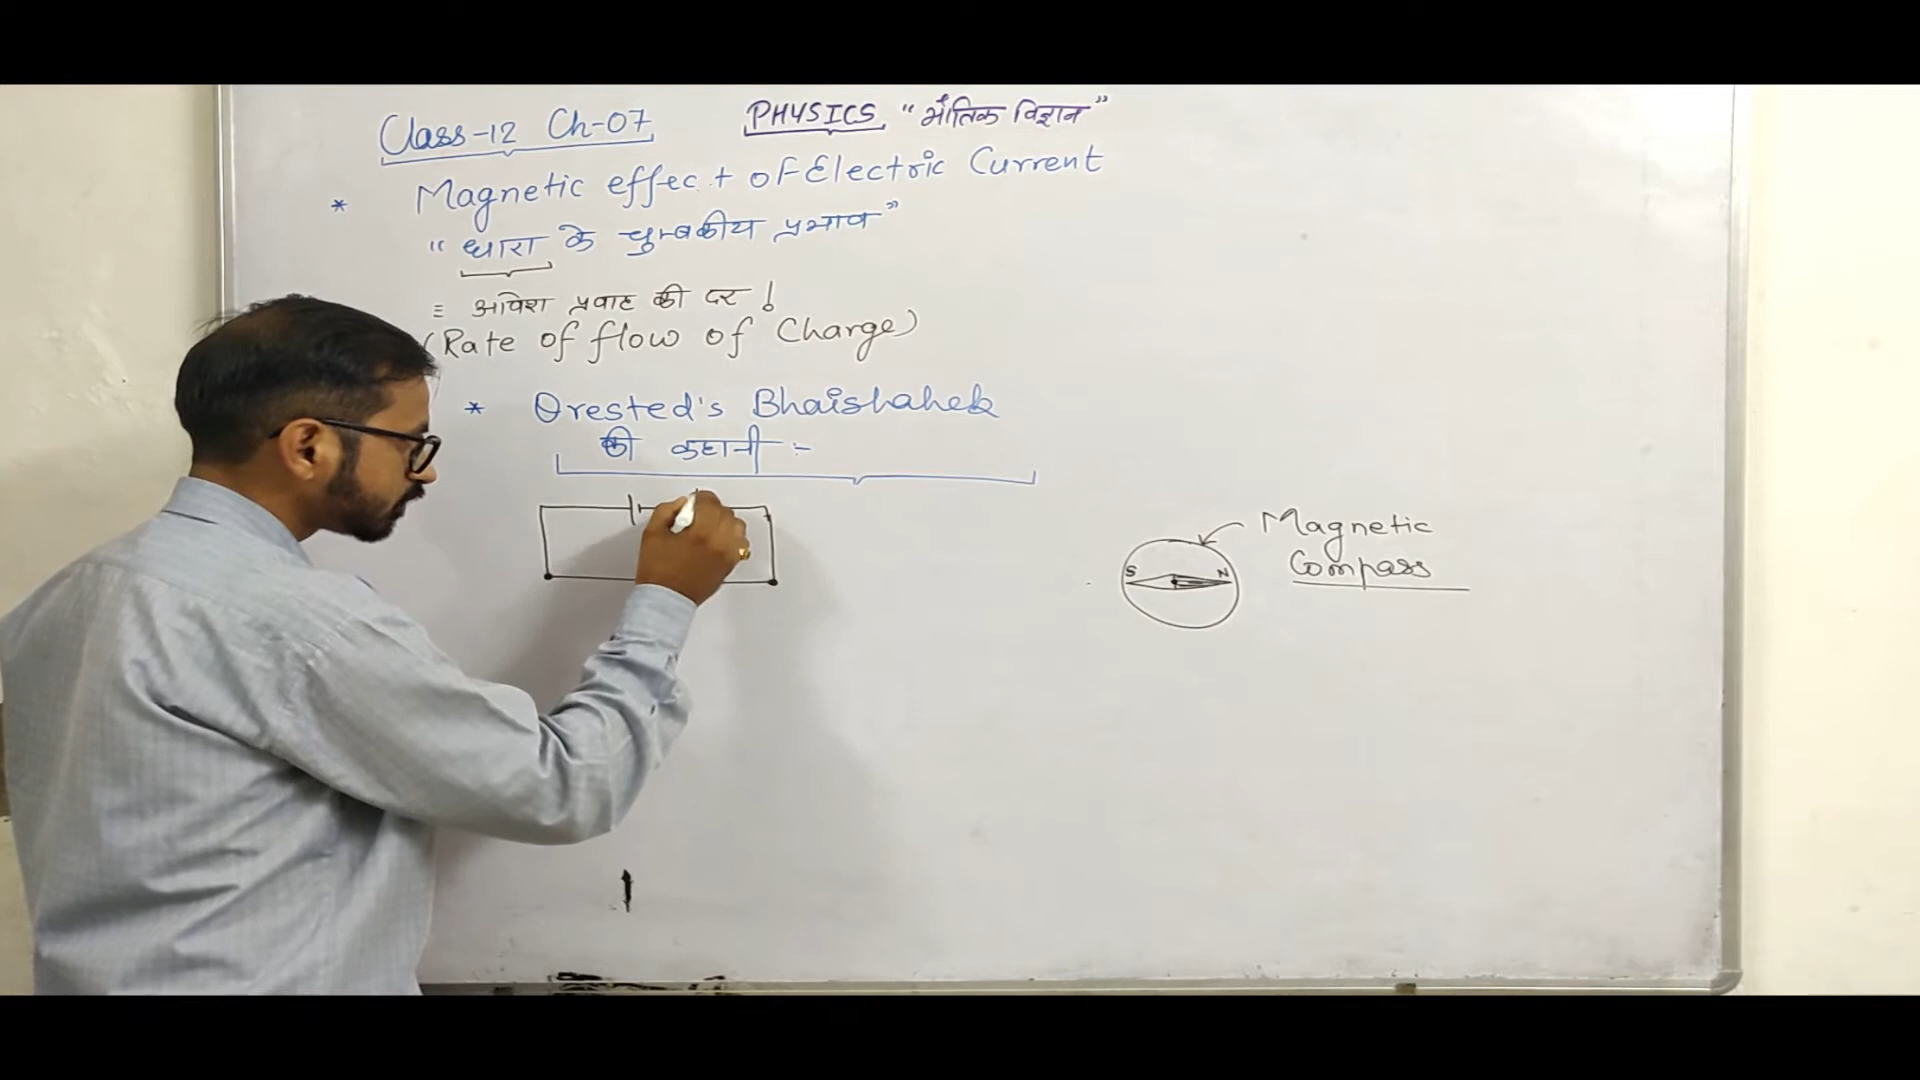 Class-12 Ch-07 PHYSICS "भौतिक विज्ञान"
* Magnetic effect of Electric Current
"धारा के चुम्बकीय प्रभाव"
≡ आवेश प्रवाह की दर !
(Rate of flow of Charge)
* Orested's Bhaishahek
की कहानी :-
Magnetic
Compass
S N